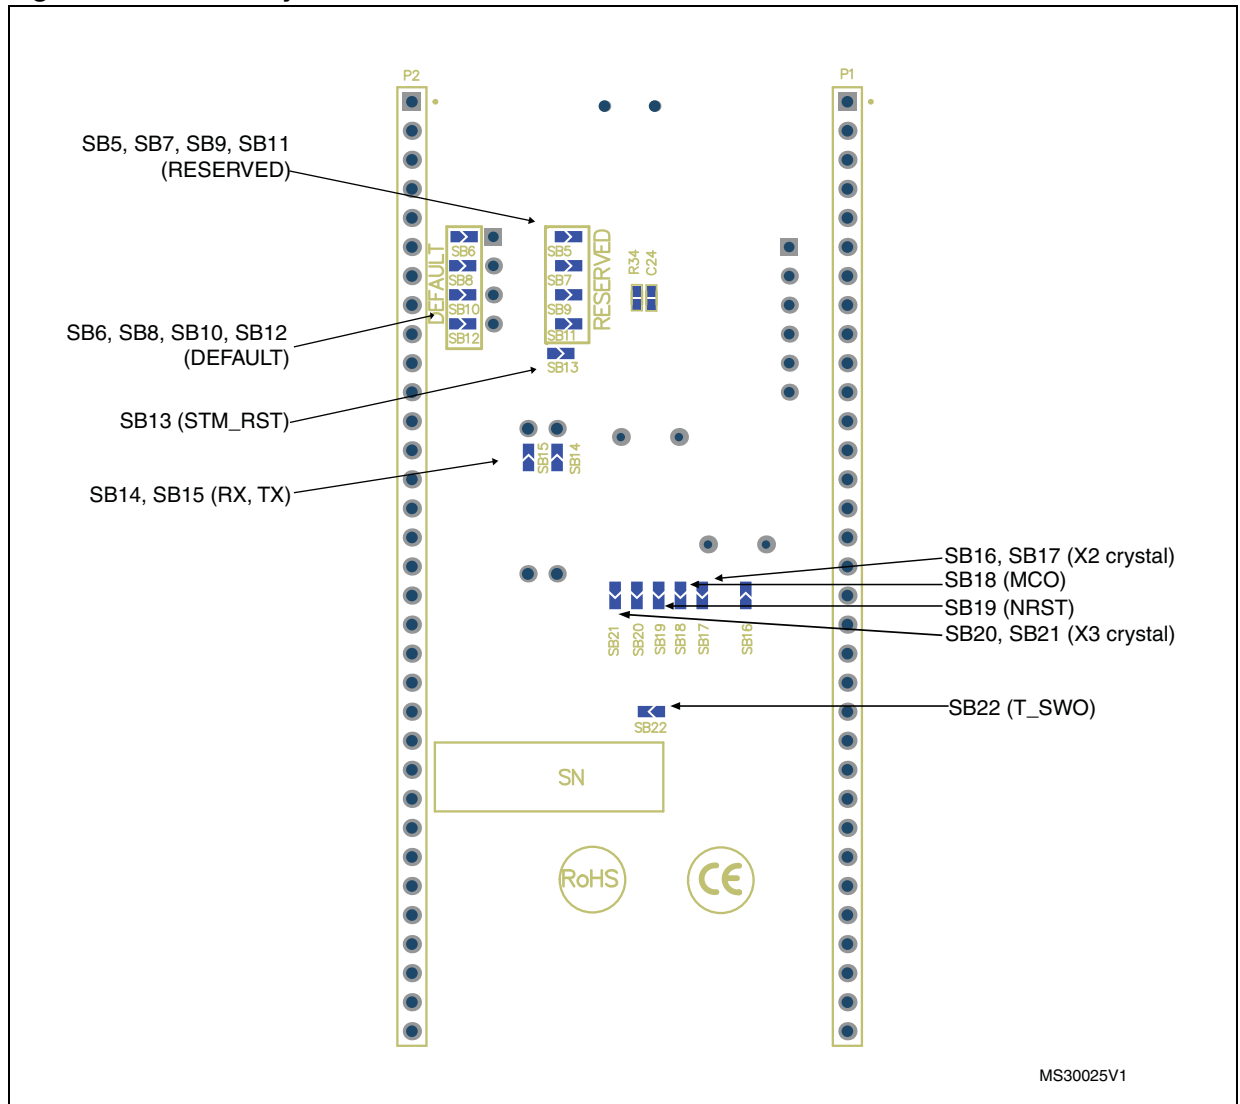 P2
P1
SB5, SB7, SB9, SB11
(RESERVED)
SB6
SB8
SB10
SB12
DEFAULT
SB5
SB7
SB9
SB11
RESERVED
R34
C24
SB6, SB8, SB10, SB12
(DEFAULT)
SB13
SB13 (STM_RST)
SB15
SB14
SB14, SB15 (RX, TX)
SB16, SB17 (X2 crystal)
SB18 (MCO)
SB19 (NRST)
SB20, SB21 (X3 crystal)
SB21
SB20
SB19
SB18
SB17
SB16
SB22 (T_SWO)
SB22
SN
RoHS
CE
MS30025V1